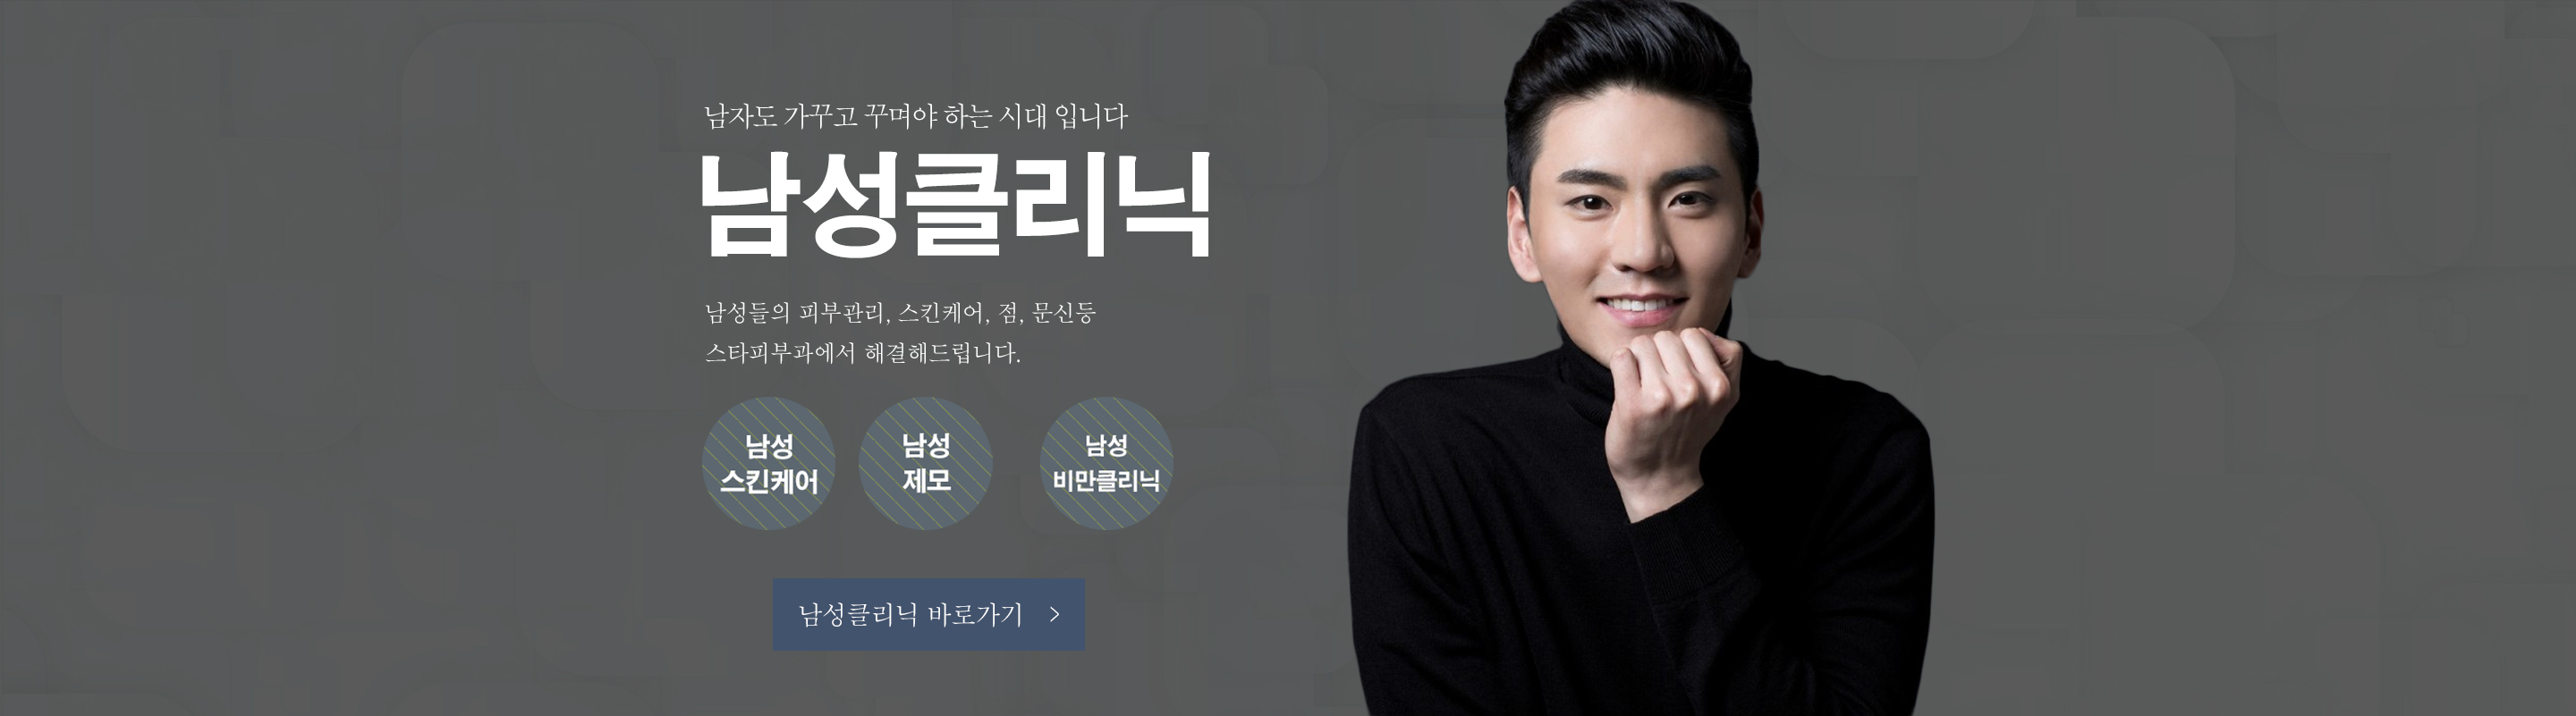 남자도 가꾸고 꾸며야 하는 시대 입니다
남성클리닉
남성들의 피부관리, 스킨케어, 점, 문신등
스타피부과에서 해결해드립니다.
남성
스킨케어
남성
제모
남성
비만클리닉
남성클리닉 바로가기 >